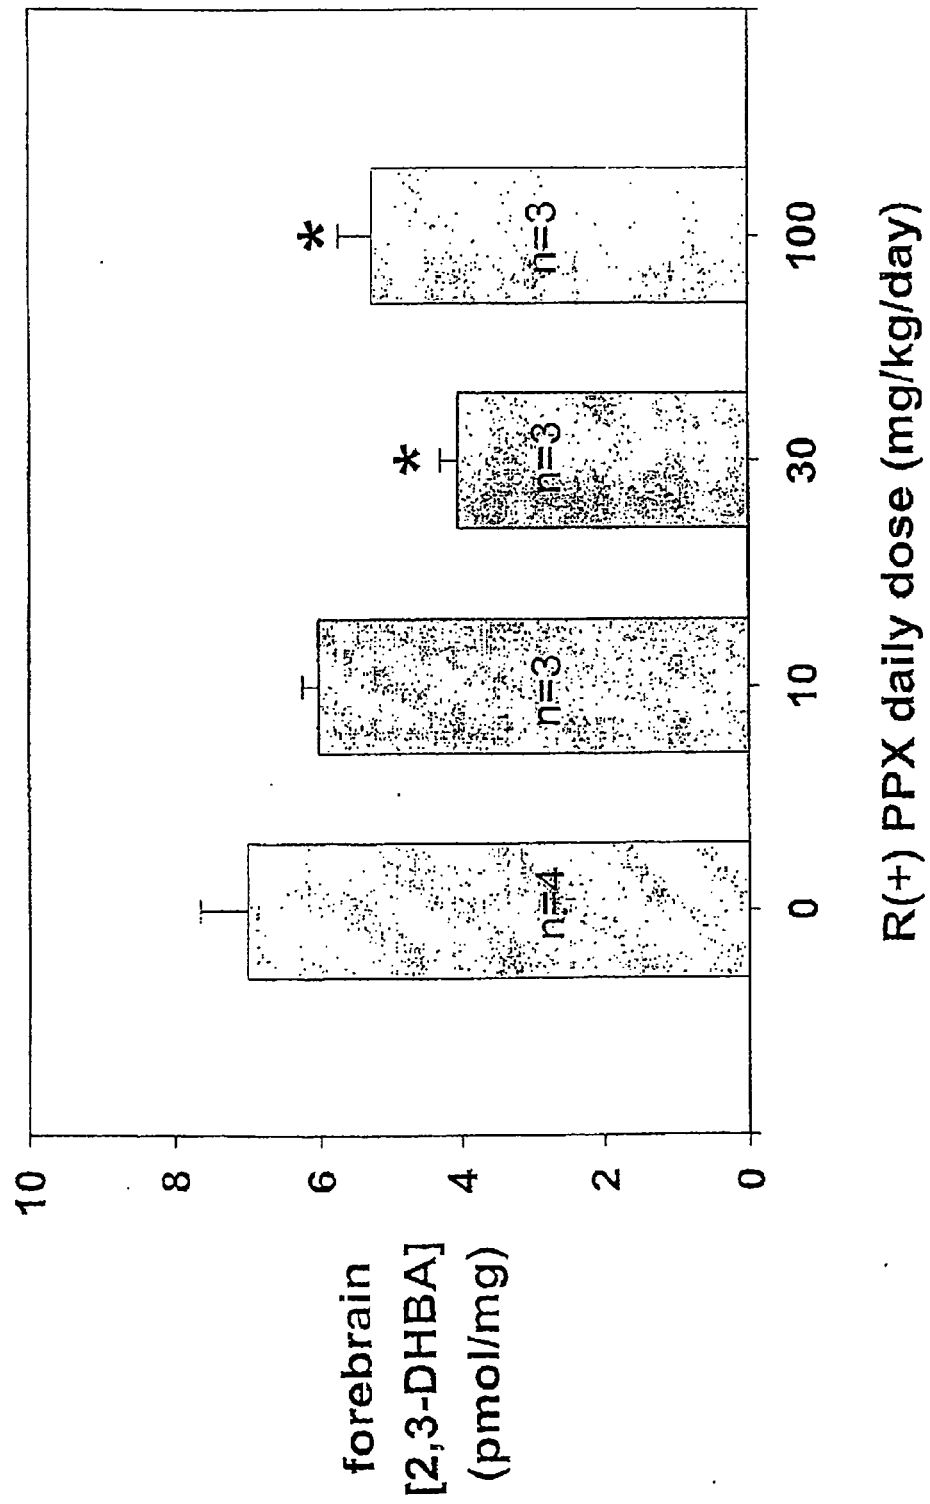 forebrain
[2,3-DHBA]
(pmol/mg)
10
8
6
4
2
0
n=4
n=3
*
n=3
*
n=3
0 10 30 100
R(+) PPX daily dose (mg/kg/day)